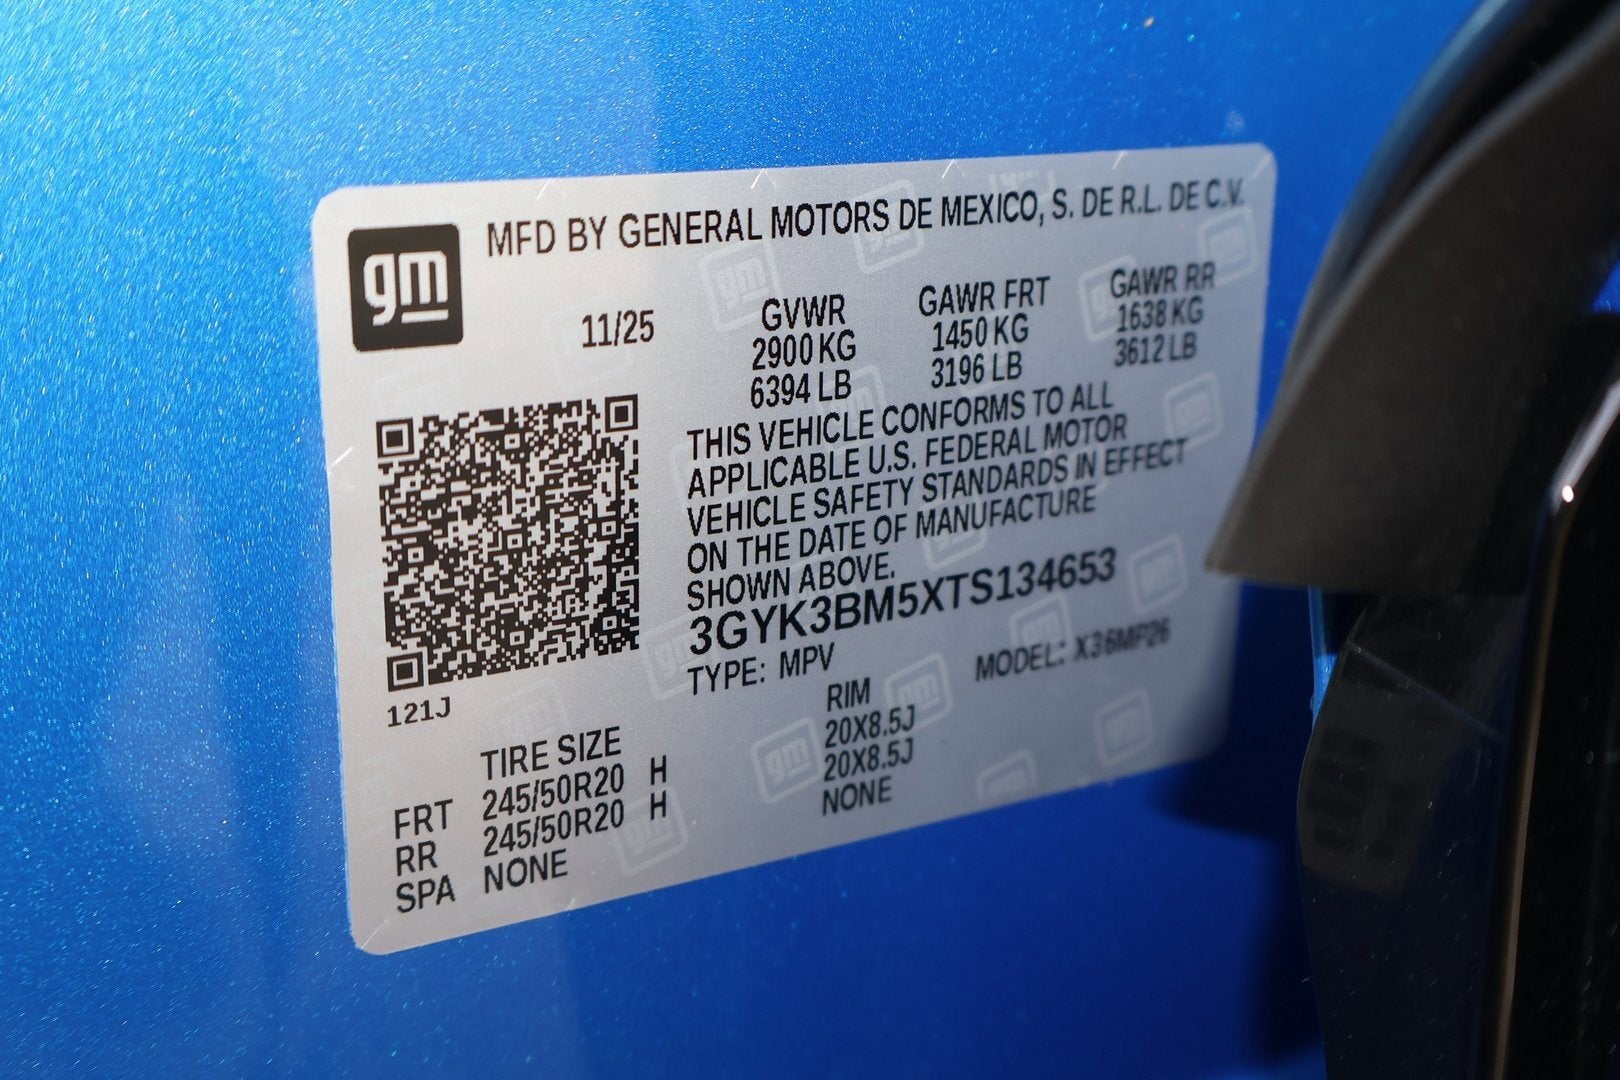 gm
MFD BY GENERAL MOTORS DE MEXICO, S. DE R.L. DE C.V.
11/25
GVWR GAWR FRT GAWR RR
2900 KG 1450 KG 1638 KG
6394 LB 3196 LB 3612 LB
THIS VEHICLE CONFORMS TO ALL
APPLICABLE U.S. FEDERAL MOTOR
VEHICLE SAFETY STANDARDS IN EFFECT
ON THE DATE OF MANUFACTURE
SHOWN ABOVE.
3GYK3BM5XTS134653
TYPE: MPV MODEL: X36MP26
121J
TIRE SIZE RIM
FRT 245/50R20 H 20X8.5J
RR 245/50R20 H 20X8.5J
SPA NONE NONE